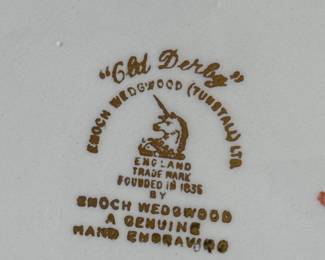 "Old Derby"
ENOCH WEDGWOOD (TUNSTALL) LTD.
ENGLAND
TRADE MARK
FOUNDED IN 1835
BY
ENOCH WEDGWOOD
A GENUINE
HAND ENGRAVING